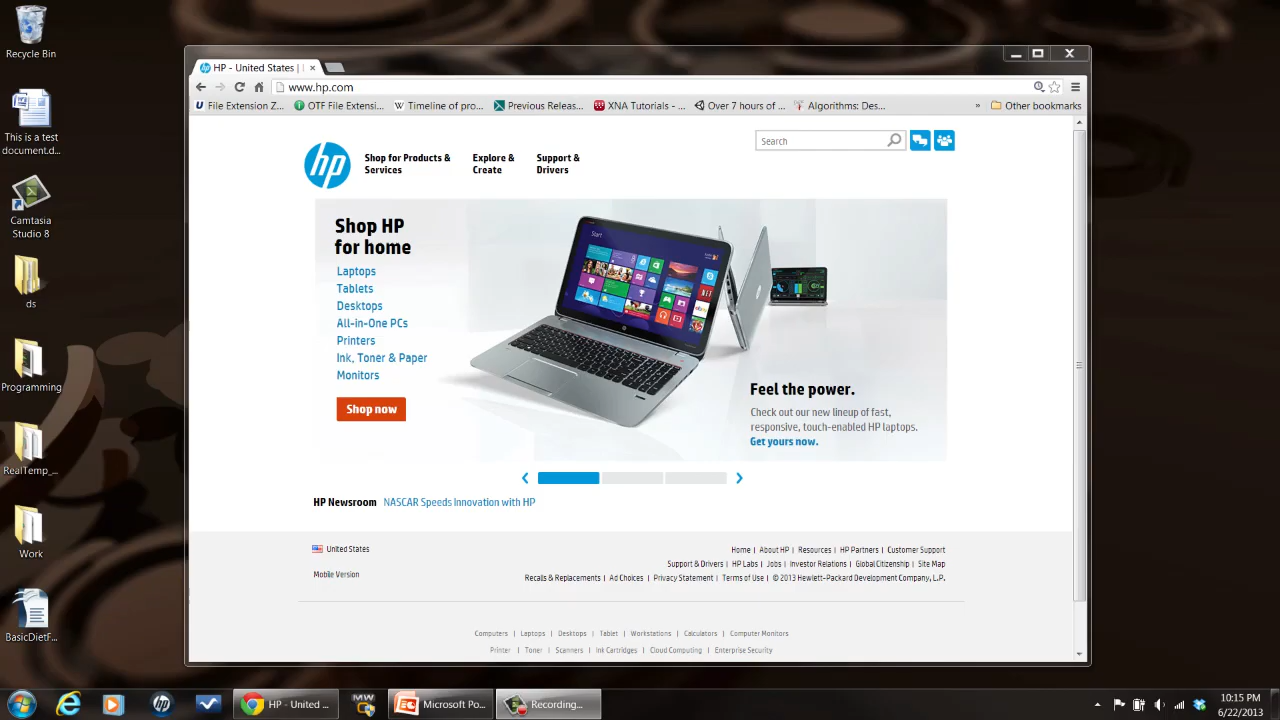 Recycle Bin
This is a test
document.d...
Camtasia
Studio 8
ds
Programming
RealTemp_...
Work
BasicDietF...
HP - United States |
www.hp.com
File Extension Z...
OTF File Extensi...
Timeline of pro...
Previous Releas...
XNA Tutorials - ...
Over 7 hours of ...
Algorithms: Des...
»
Other bookmarks
hp
Shop for Products &
Services
Explore &
Create
Support &
Drivers
Search
Shop HP
for home
Laptops
Tablets
Desktops
All-in-One PCs
Printers
Ink, Toner & Paper
Monitors
Shop now
Start
Feel the power.
Check out our new lineup of fast,
responsive, touch-enabled HP laptops.
Get yours now.
HP Newsroom NASCAR Speeds Innovation with HP
United States
Mobile Version
Home | About HP | Resources | HP Partners | Customer Support
Support & Drivers | HP Labs | Jobs | Investor Relations | Global Citizenship | Site Map
Recalls & Replacements | Ad Choices | Privacy Statement | Terms of Use | © 2013 Hewlett-Packard Development Company, L.P.
Computers | Laptops | Desktops | Tablet | Workstations | Calculators | Computer Monitors
Printer | Toner | Scanners | Ink Cartridges | Cloud Computing | Enterprise Security
HP - United ...
MW
Microsoft Po...
Recording...
10:15 PM
6/22/2013